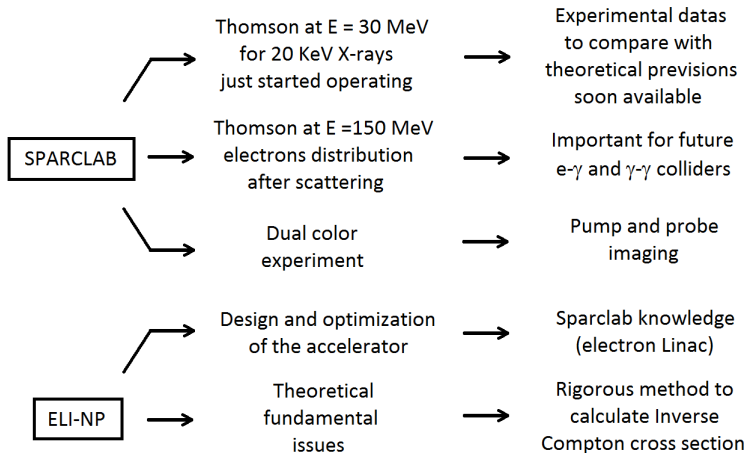 Thomson at E = 30 MeV
for 20 KeV X-rays
just started operating
Experimental datas
to compare with
theoretical previsions
soon available
SPARCLAB
Thomson at E =150 MeV
electrons distribution
after scattering
Important for future
e-γ and γ-γ colliders
Dual color
experiment
Pump and probe
imaging
Design and optimization
of the accelerator
Sparclab knowledge
(electron Linac)
ELI-NP
Theoretical
fundamental
issues
Rigorous method to
calculate Inverse
Compton cross section